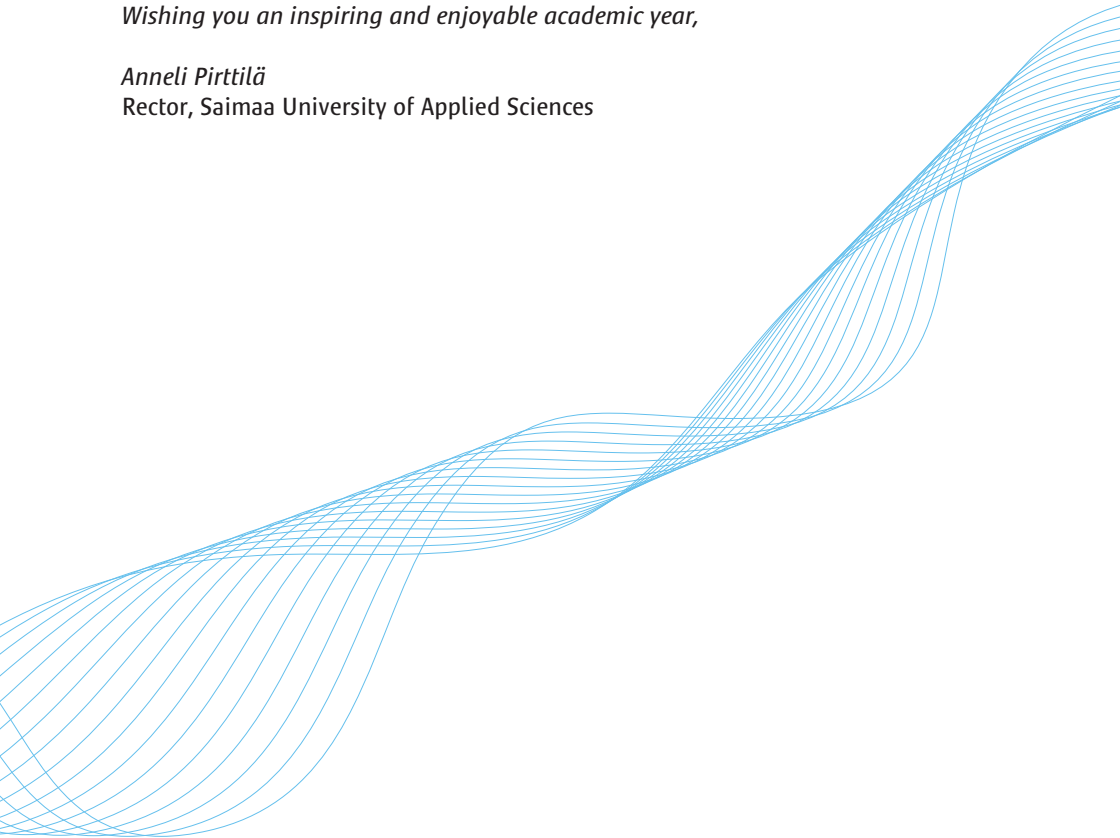 Wishing you an inspiring and enjoyable academic year,
Anneli Pirttilä
Rector, Saimaa University of Applied Sciences